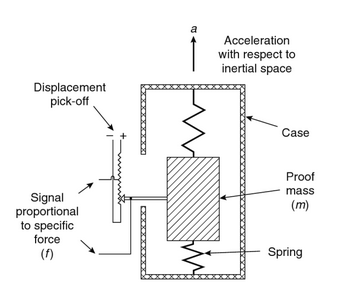 a
Acceleration
with respect to
inertial space
Displacement
pick-off
− +
Case
Proof
mass
(m)
Signal
proportional
to specific
force
(f)
Spring